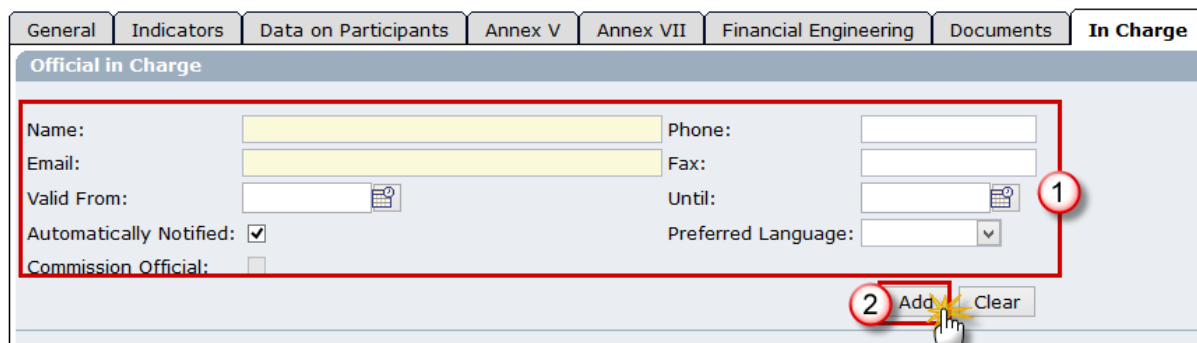 General Indicators Data on Participants Annex V Annex VII Financial Engineering Documents In Charge
Official in Charge
Name: Phone:
Email: Fax:
Valid From: Until:
1
Automatically Notified: Preferred Language:
Commission Official:
2 Add Clear